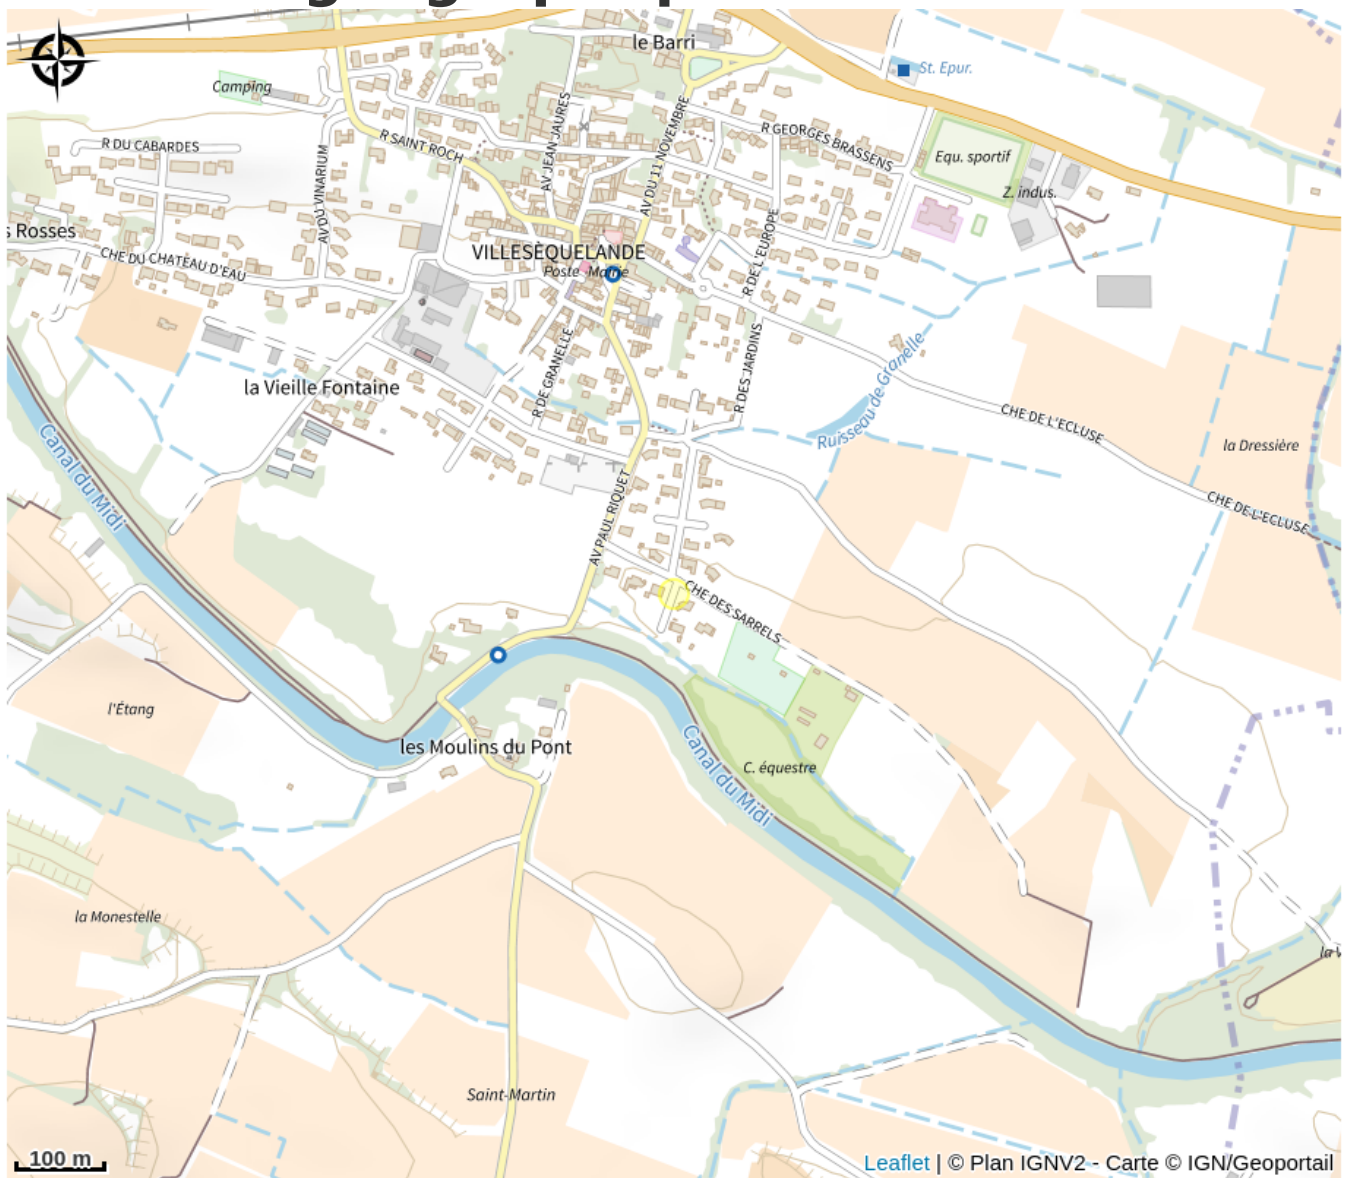 le Barri
St. Epur.
Camping
R GEORGES BRASSENS
R SAINT ROCH
AV JEAN JAURES
AV DU 11 NOVEMBRE
R DU CABARDES
Equ. sportif
AV DU VINARIUM
Z. indus.
s Rosses
CHE DU CHATEAU D'EAU
VILLESÈQUELANDE
Poste Mairie
R DE L'EUROPE
R DE GRANELLE
R DES JARDINS
Ruisseau de Granelle
la Vieille Fontaine
CHE DE L'ECLUSE
la Dressière
Canal du Midi
CHE DE L'ECLUSE
AV PAUL RIQUET
CHE DES SARRELS
l'Étang
les Moulins du Pont
Canal du Midi
C. équestre
la Monestelle
la V
Saint-Martin
100 m
Leaflet | © Plan IGNV2 - Carte © IGN/Geoportail